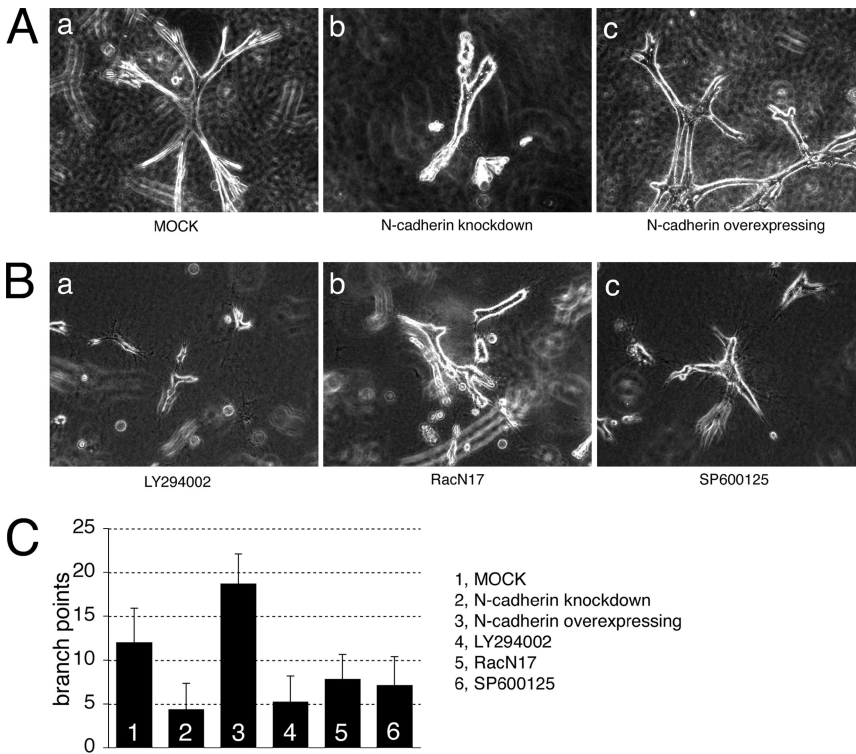 A
a
b
c
MOCK
N-cadherin knockdown
N-cadherin overexpressing
B
a
b
c
LY294002
RacN17
SP600125
C
branch points
25
20
15
10
5
0
1 2 3 4 5 6
1, MOCK
2, N-cadherin knockdown
3, N-cadherin overexpressing
4, LY294002
5, RacN17
6, SP600125